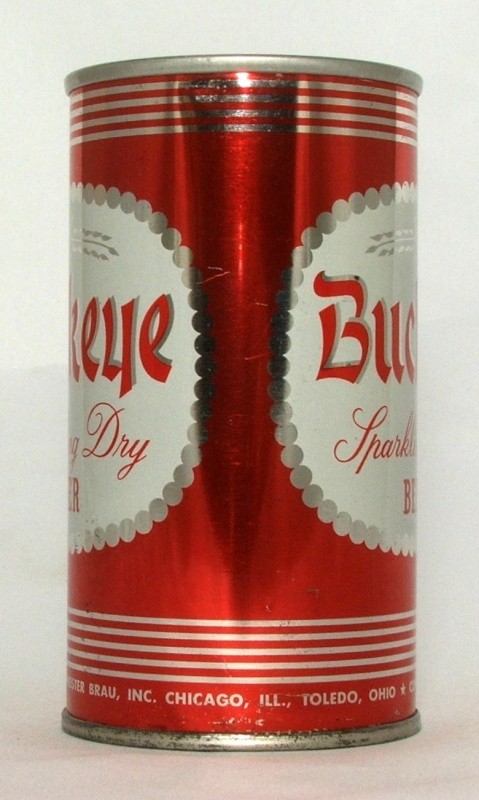 keye
Buc
g Dry
Sparkl
ER
BE
STER BRAU, INC. CHICAGO, ILL., TOLEDO, OHIO ★ C